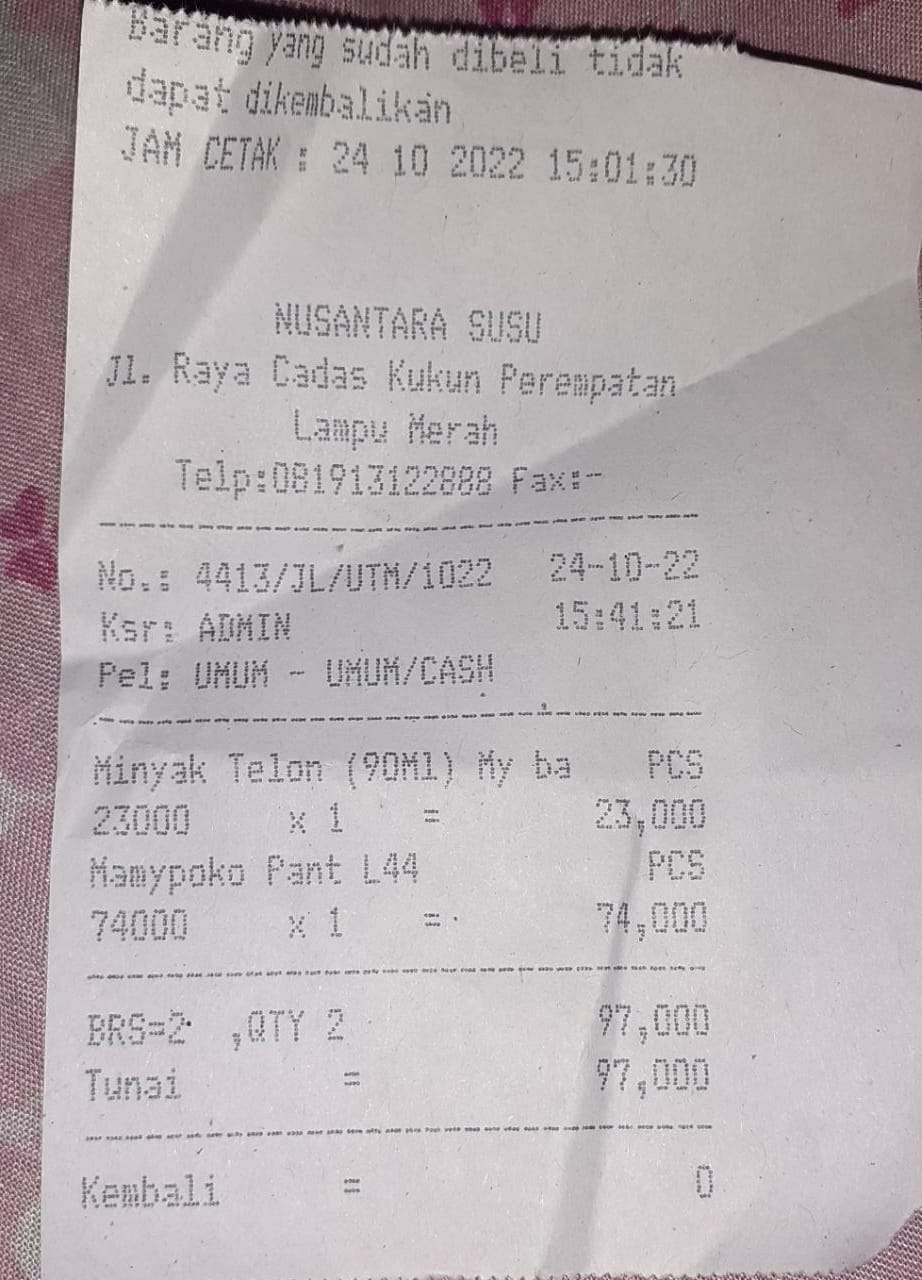 Barang yang sudah dibeli tidak
dapat dikembalikan
JAM CETAK : 24 10 2022 15:01:30
NUSANTARA SUSU
Jl. Raya Cadas Kukun Perempatan
Lampu Merah
Telp:081913122888 Fax:-
No.: 4413/JL/UTM/1022 24-10-22
Ksr: ADMIN 15:41:21
Pel: UMUM - UMUM/CASH
Minyak Telon (90Ml) My ba PCS
23000 x 1 = 23,000
Mamypoko Pant L44 PCS
74000 x 1 = 74,000
BRS=2 ,QTY 2 97,000
Tunai = 97,000
Kembali = 0